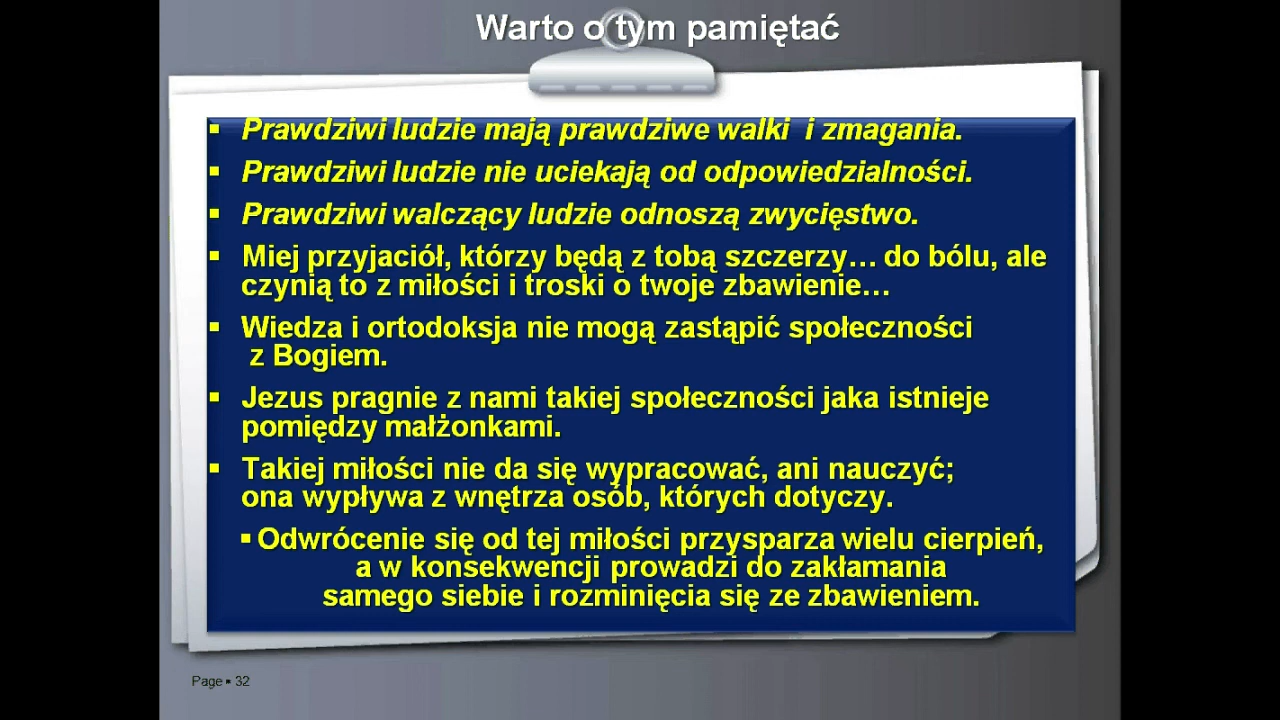 Warto o tym pamiętać
▪ Prawdziwi ludzie mają prawdziwe walki i zmagania.
▪ Prawdziwi ludzie nie uciekają od odpowiedzialności.
▪ Prawdziwi walczący ludzie odnoszą zwycięstwo.
▪ Miej przyjaciół, którzy będą z tobą szczerzy… do bólu, ale
czynią to z miłości i troski o twoje zbawienie…
▪ Wiedza i ortodoksja nie mogą zastąpić społeczności
z Bogiem.
▪ Jezus pragnie z nami takiej społeczności jaka istnieje
pomiędzy małżonkami.
▪ Takiej miłości nie da się wypracować, ani nauczyć;
ona wypływa z wnętrza osób, których dotyczy.
▪ Odwrócenie się od tej miłości przysparza wielu cierpień,
a w konsekwencji prowadzi do zakłamania
samego siebie i rozminięcia się ze zbawieniem.
Page ▪ 32